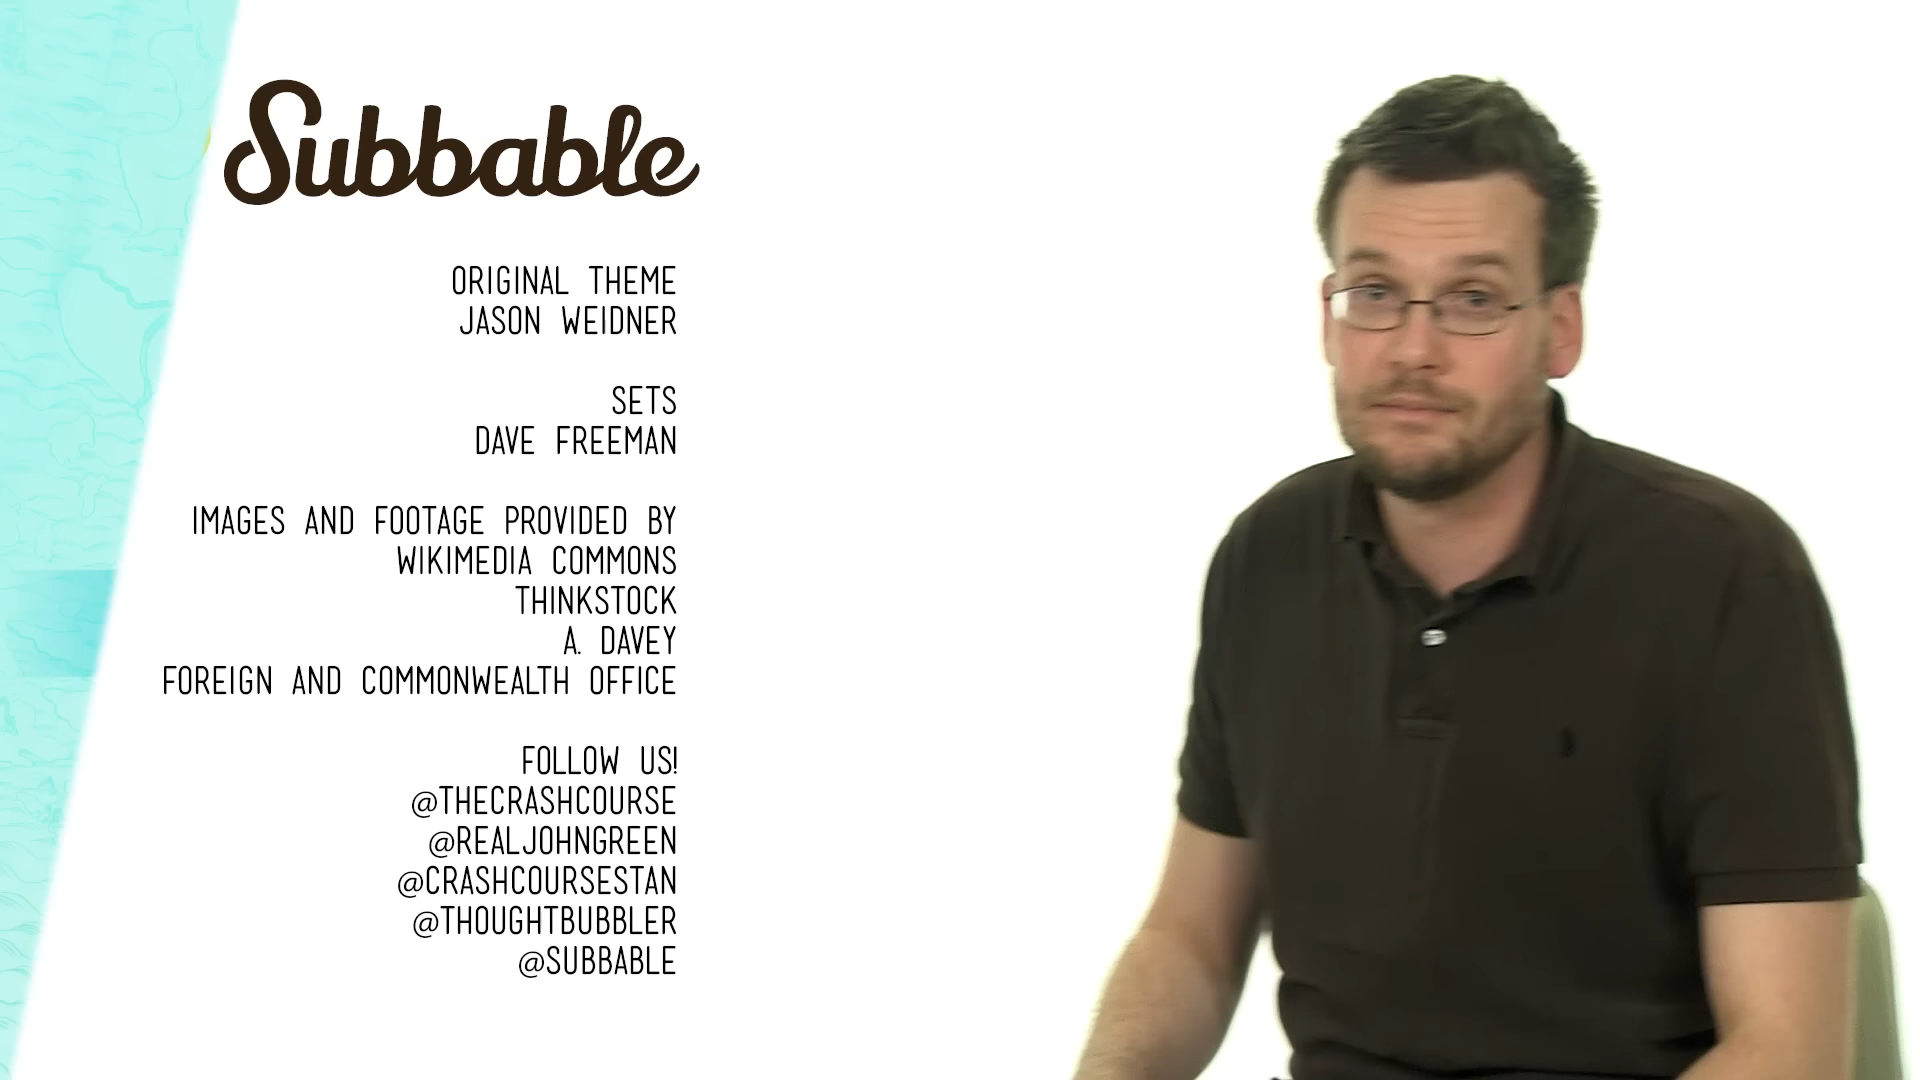 Subbable
ORIGINAL THEME
JASON WEIDNER
SETS
DAVE FREEMAN
IMAGES AND FOOTAGE PROVIDED BY
WIKIMEDIA COMMONS
THINKSTOCK
A. DAVEY
FOREIGN AND COMMONWEALTH OFFICE
FOLLOW US!
@THECRASHCOURSE
@REALJOHNGREEN
@CRASHCOURSESTAN
@THOUGHTBUBBLER
@SUBBABLE